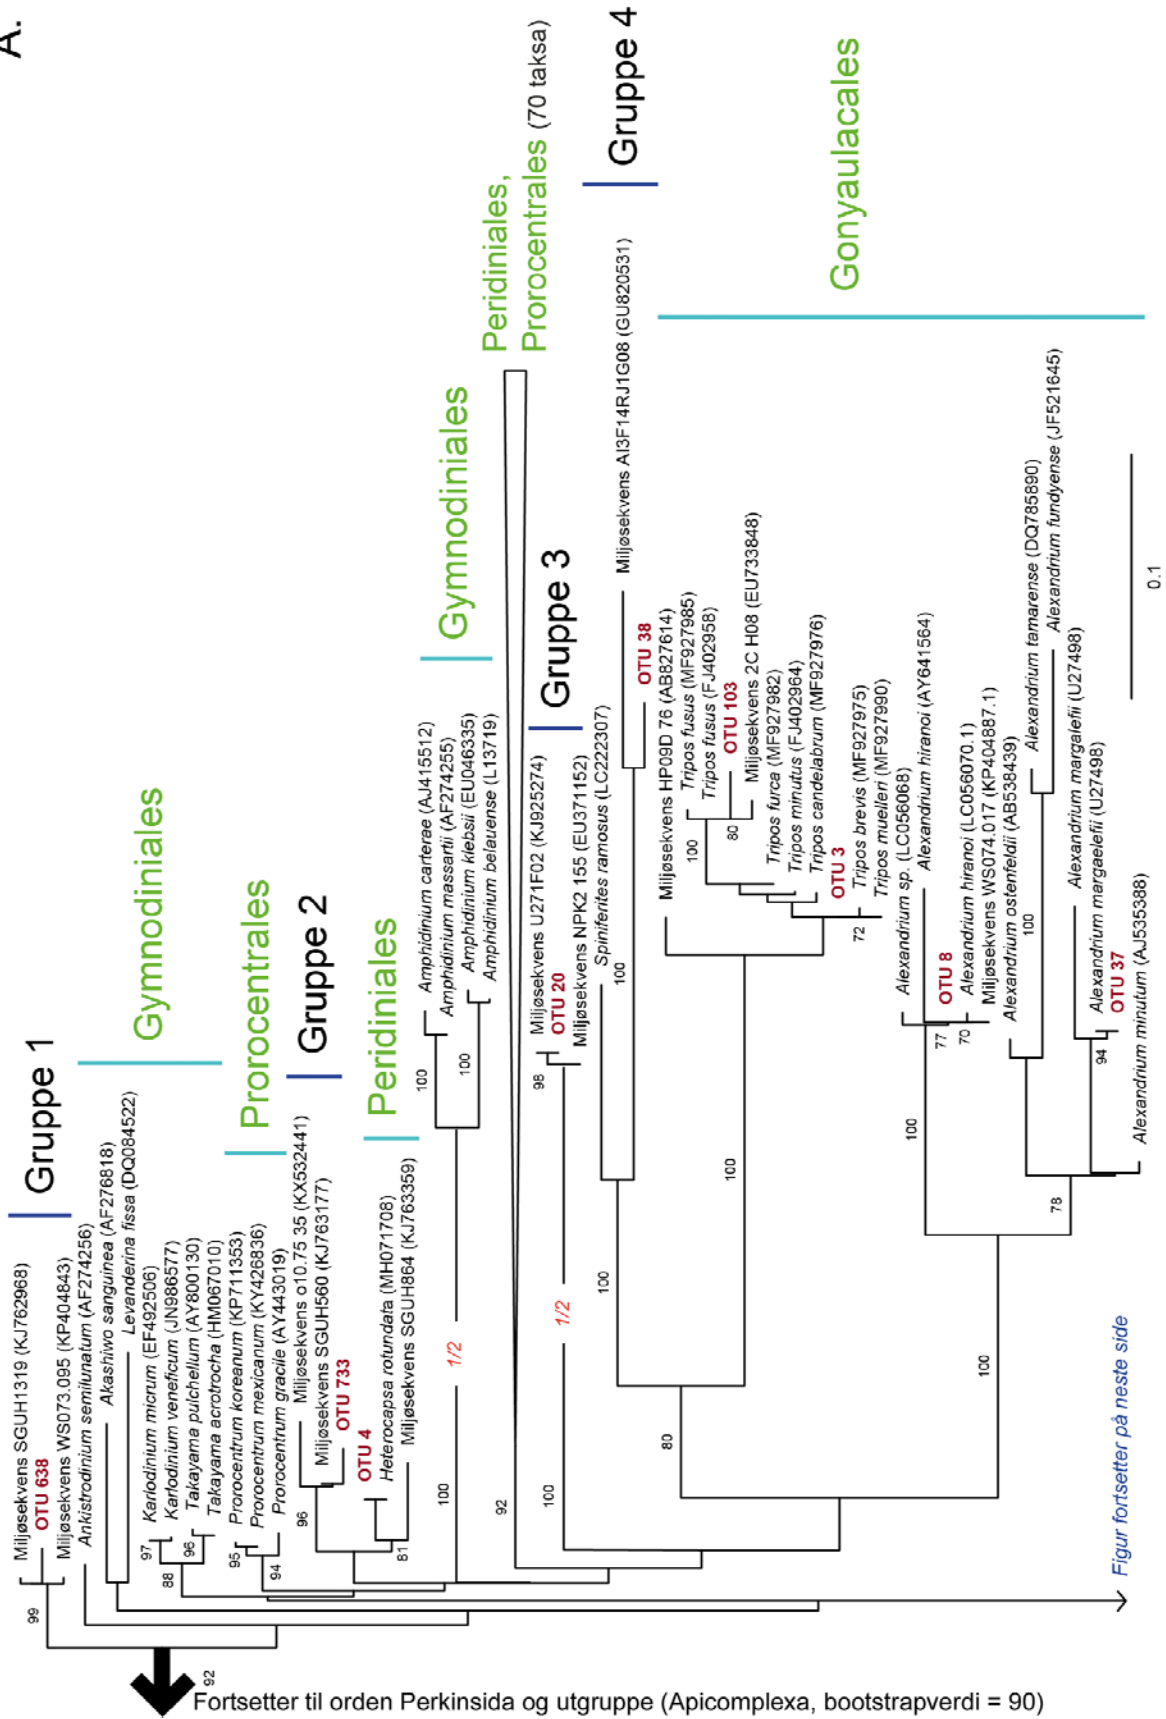 A.
Miljøsekvens SGUH1319 (KJ762968)
OTU 638
Miljøsekvens WS073.095 (KP404843)
99
Gruppe 1
Ankistrodinium semilunatum (AF274256)
Akashiwo sanguinea (AF276818)
Levanderina fissa (DQ084522)
Karlodinium micrum (EF492506)
Karlodinium veneficum (JN986577)
Takayama pulchellum (AY800130)
Takayama acrotrocha (HM067010)
97
88
96
Gymnodiniales
Prorocentrum koreanum (KP711353)
Prorocentrum mexicanum (KY426836)
Prorocentrum gracile (AY443019)
95
94
Prorocentrales
Miljøsekvens o10.75 35 (KX532441)
Miljøsekvens SGUH560 (KJ763177)
OTU 733
96
Gruppe 2
OTU 4
Heterocapsa rotundata (MH071708)
Miljøsekvens SGUH864 (KJ763359)
81
Peridiniales
Amphidinium carterae (AJ415512)
Amphidinium massartii (AF274255)
Amphidinium klebsii (EU046335)
Amphidinium belauense (L13719)
100
100
100
1/2
Gymnodiniales
92
Peridiniales,
Prorocentrales (70 taksa)
Miljøsekvens U271F02 (KJ925274)
OTU 20
Miljøsekvens NPK2 155 (EU371152)
98
100
1/2
Gruppe 3
Spiniferites ramosus (LC222307)
Miljøsekvens AI3F14RJ1G08 (GU820531)
OTU 38
100
100
Gruppe 4
Miljøsekvens HP09D 76 (AB827614)
Tripos fusus (MF927985)
Tripos fusus (FJ402958)
OTU 103
Miljøsekvens 2C H08 (EU733848)
Tripos furca (MF927982)
Tripos minutus (FJ402964)
Tripos candelabrum (MF927976)
OTU 3
Tripos brevis (MF927975)
Tripos muelleri (MF927990)
100
80
72
100
80
Alexandrium sp. (LC056068)
Alexandrium hiranoi (AY641564)
OTU 8
Alexandrium hiranoi (LC056070.1)
Miljøsekvens WS074.017 (KP404887.1)
77
70
100
Alexandrium ostenfeldii (AB538439)
Alexandrium tamarense (DQ785890)
Alexandrium fundyense (JF521645)
100
Alexandrium margalefii (U27498)
Alexandrium margaelefii (U27498)
OTU 37
94
Alexandrium minutum (AJ535388)
78
100
Gonyaulacales
0.1
Figur fortsetter på neste side
92
Fortsetter til orden Perkinsida og utgruppe (Apicomplexa, bootstrapverdi = 90)